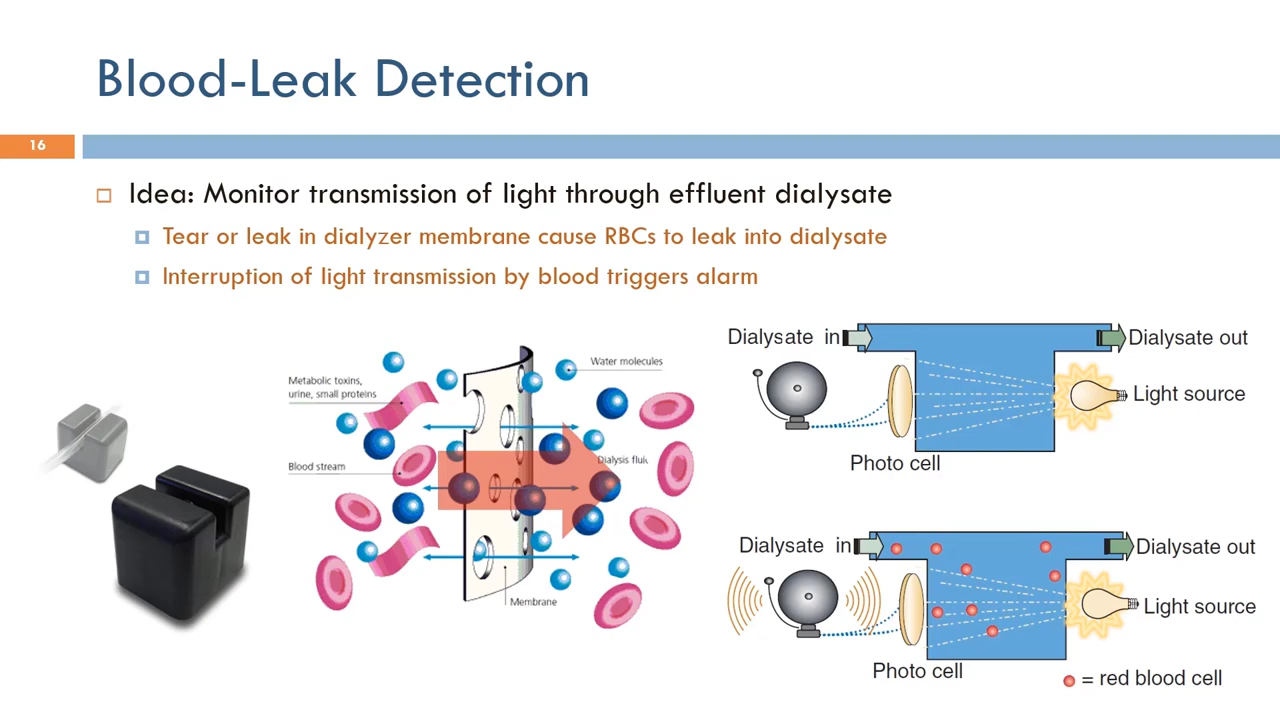 Blood-Leak Detection
16
Idea: Monitor transmission of light through effluent dialysate
Tear or leak in dialyzer membrane cause RBCs to leak into dialysate
Interruption of light transmission by blood triggers alarm
Metabolic toxins,
urine, small proteins
Blood stream
Water molecules
Dialysis fluid
Membrane
Dialysate in
Dialysate out
Light source
Photo cell
Dialysate in
Dialysate out
Light source
Photo cell
= red blood cell